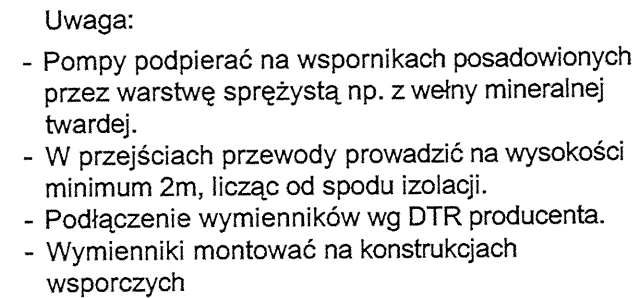 Uwaga:
- Pompy podpierać na wspornikach posadowionych
przez warstwę sprężystą np. z wełny mineralnej
twardej.
- W przejściach przewody prowadzić na wysokości
minimum 2m, licząc od spodu izolacji.
- Podłączenie wymienników wg DTR producenta.
- Wymienniki montować na konstrukcjach
wsporczych